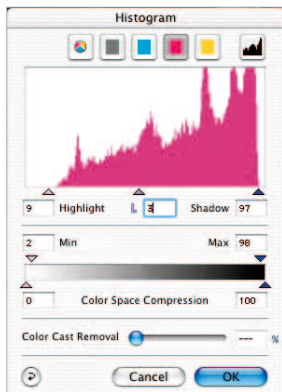 Histogram
9 Highlight L 3 Shadow 97
2 Min Max 98
0 Color Space Compression 100
Color Cast Removal --- %
Cancel OK